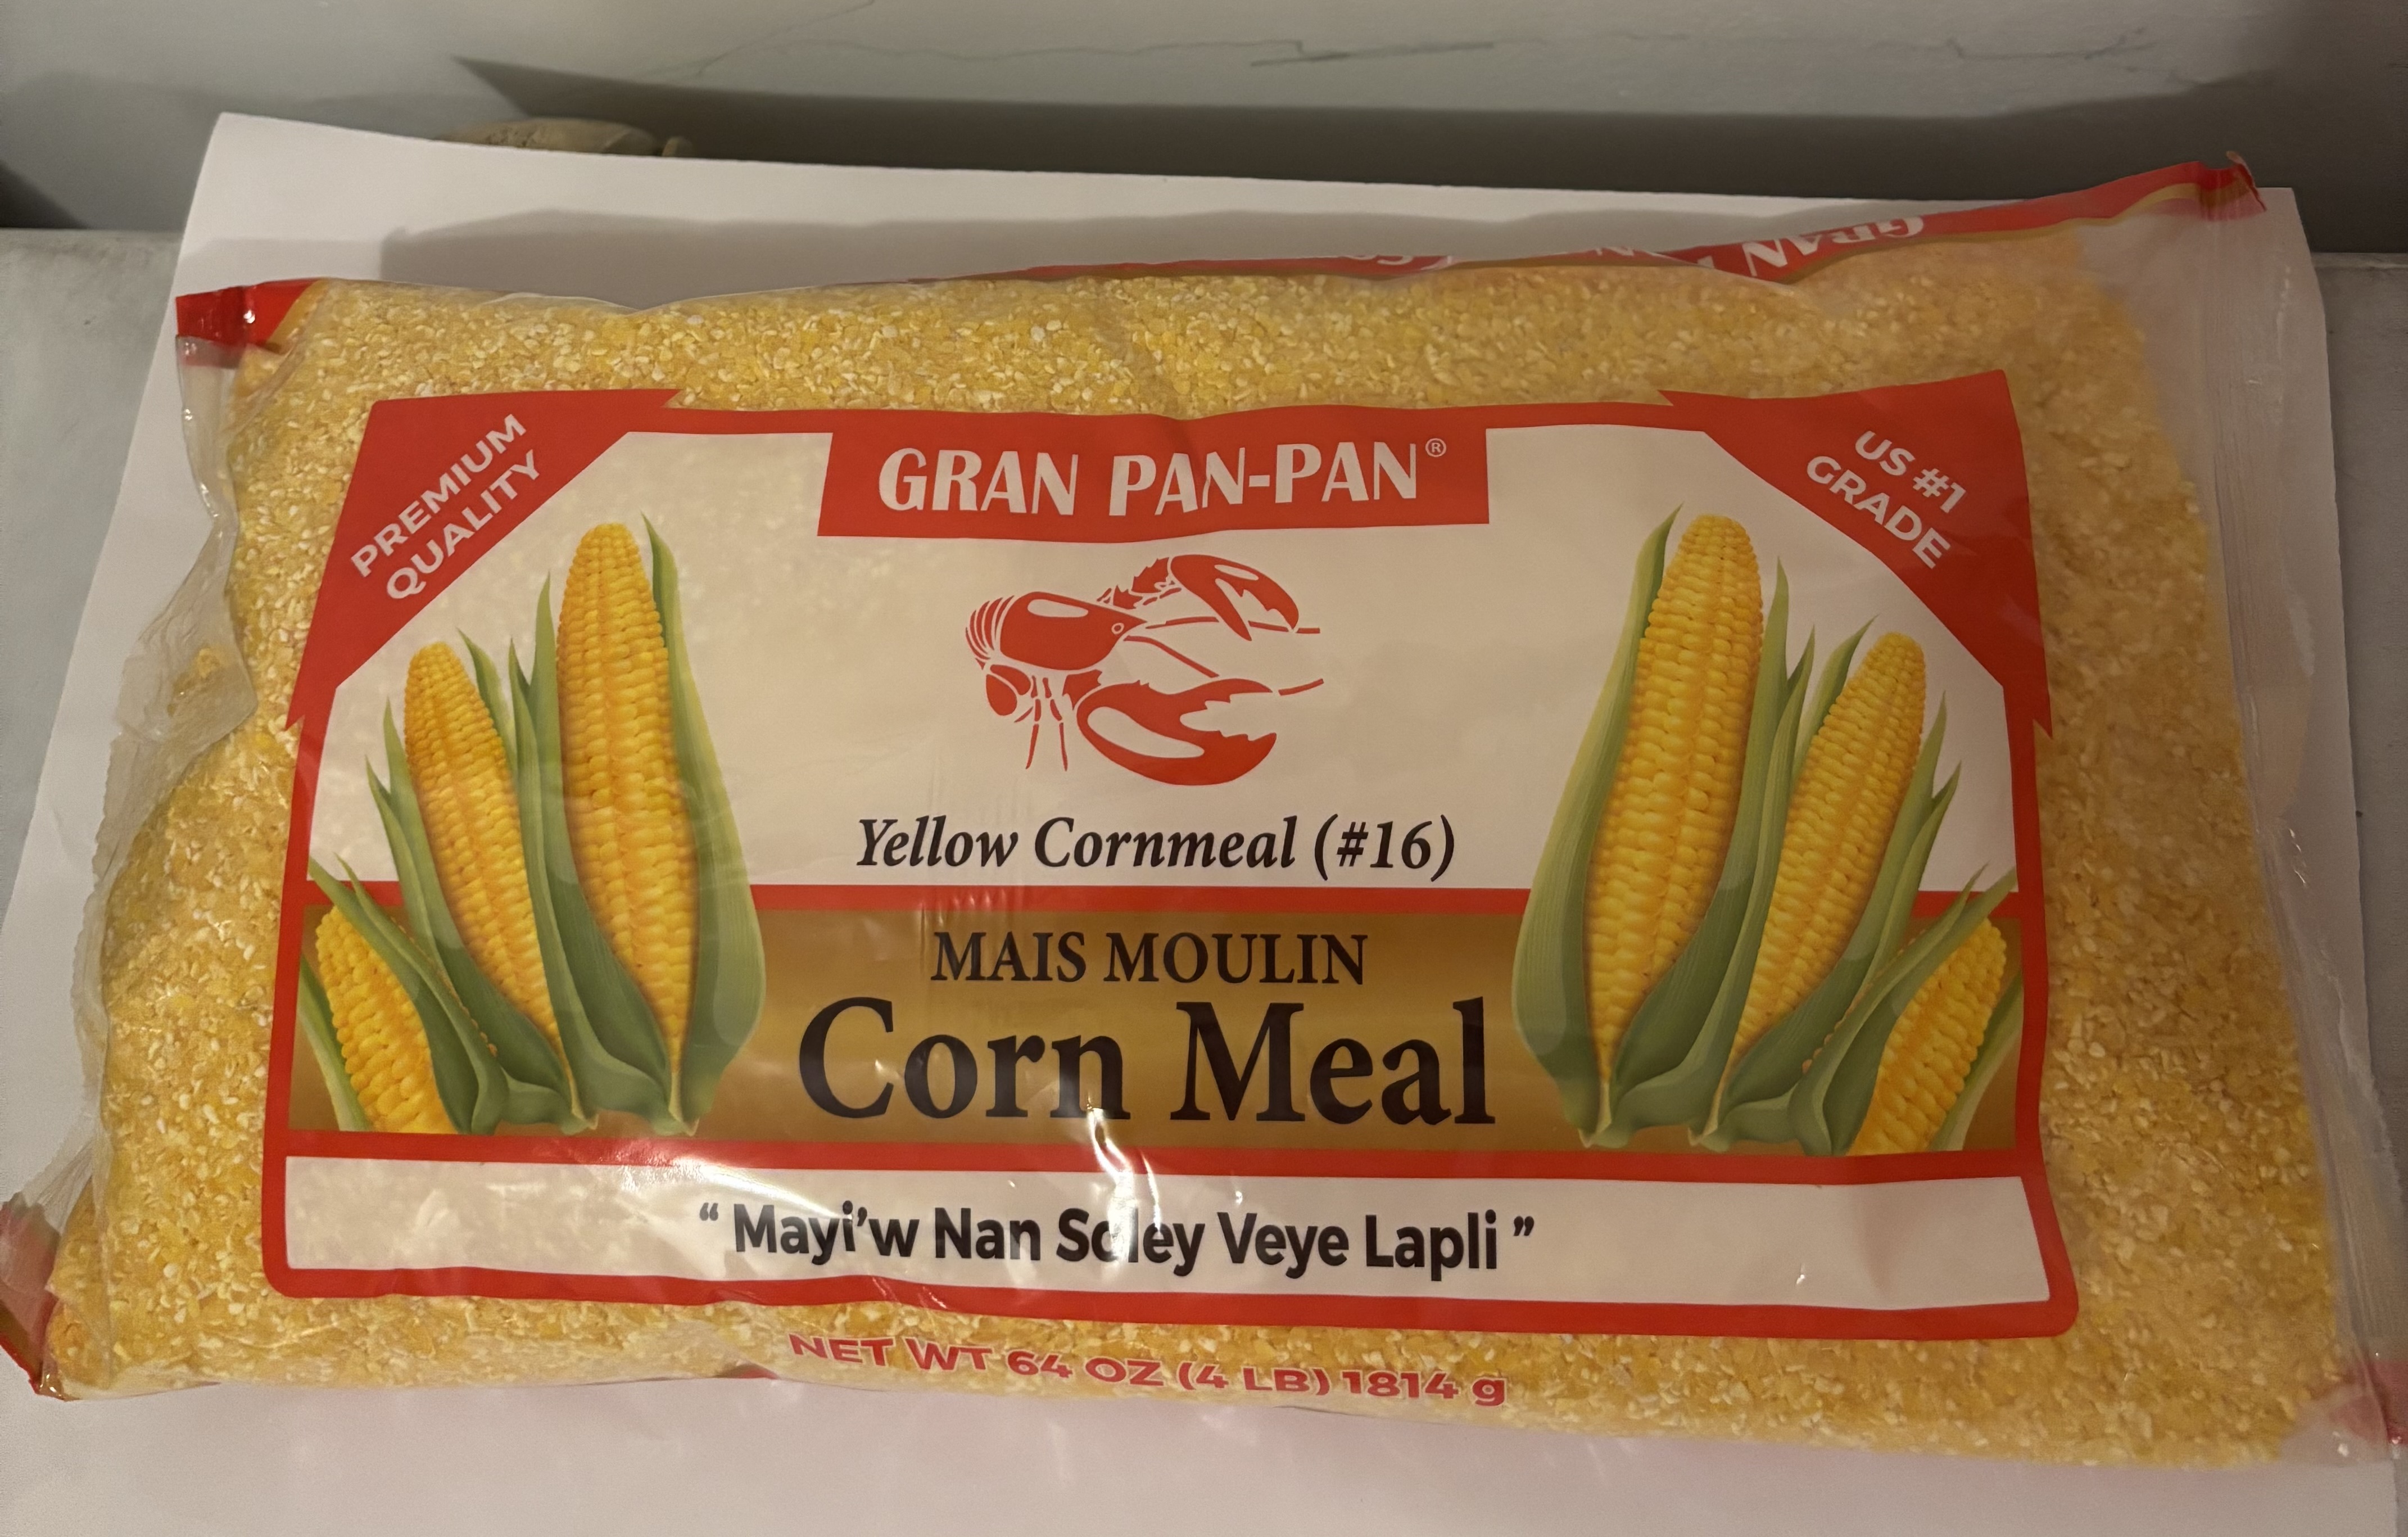 GRAN
PREMIUM
QUALITY
GRAN PAN-PAN®
US #1
GRADE
Yellow Cornmeal (#16)
MAIS MOULIN
Corn Meal
“ Mayi’w Nan Soley Veye Lapli ”
NET WT 64 OZ (4 LB) 1814 g